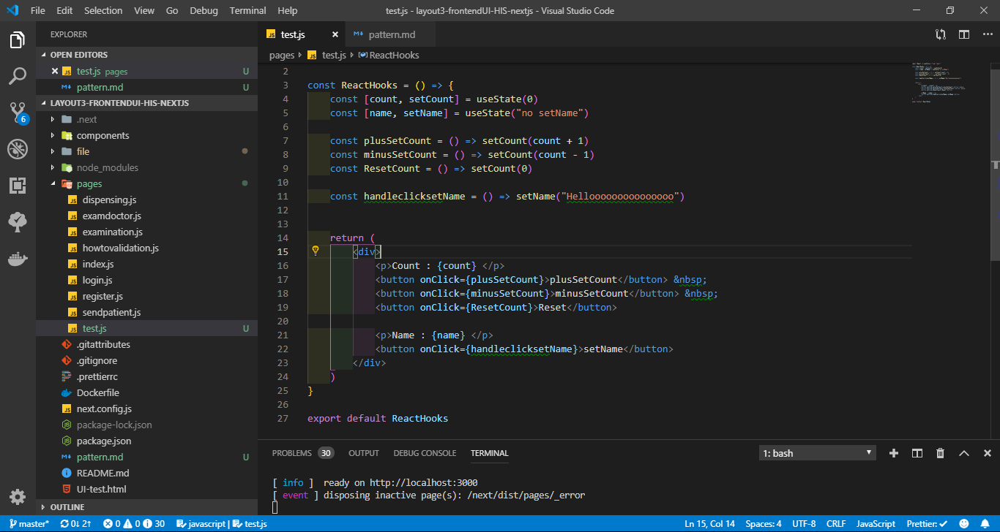 File Edit Selection View Go Debug Terminal Help
test.js - layout3-frontendUI-HIS-nextjs - Visual Studio Code
EXPLORER
OPEN EDITORS
test.js pages U
pattern.md U
LAYOUT3-FRONTENDUI-HIS-NEXTJS
.next
components
file
node_modules
pages
dispensing.js
examdoctor.js
examination.js
howtovalidation.js
index.js
login.js
register.js
sendpatient.js
test.js U
.gitattributes
.gitignore
.prettierrc
Dockerfile
next.config.js
package-lock.json
package.json
pattern.md U
README.md
UI-test.html
OUTLINE
6
test.js pattern.md
pages test.js ReactHooks
2
3 const ReactHooks = () => {
4 const [count, setCount] = useState(0)
5 const [name, setName] = useState("no setName")
6
7 const plusSetCount = () => setCount(count + 1)
8 const minusSetCount = () => setCount(count - 1)
9 const ResetCount = () => setCount(0)
10
11 const handleclicksetName = () => setName("Hellooooooooooooooo")
12
13
14 return (
15 <div>
16 <p>Count : {count} </p>
17 <button onClick={plusSetCount}>plusSetCount</button> &nbsp;
18 <button onClick={minusSetCount}>minusSetCount</button> &nbsp;
19 <button onClick={ResetCount}>Reset</button>
20
21 <p>Name : {name} </p>
22 <button onClick={handleclicksetName}>setName</button>
23 </div>
24 )
25 }
26
27 export default ReactHooks
PROBLEMS 30 OUTPUT DEBUG CONSOLE TERMINAL 1: bash
[ info ] ready on http://localhost:3000
[ event ] disposing inactive page(s): /next/dist/pages/_error
master* 0↓ 2↑ 0 0 30 javascript | test.js Ln 15, Col 14 Spaces: 4 UTF-8 CRLF JavaScript Prettier: ✓